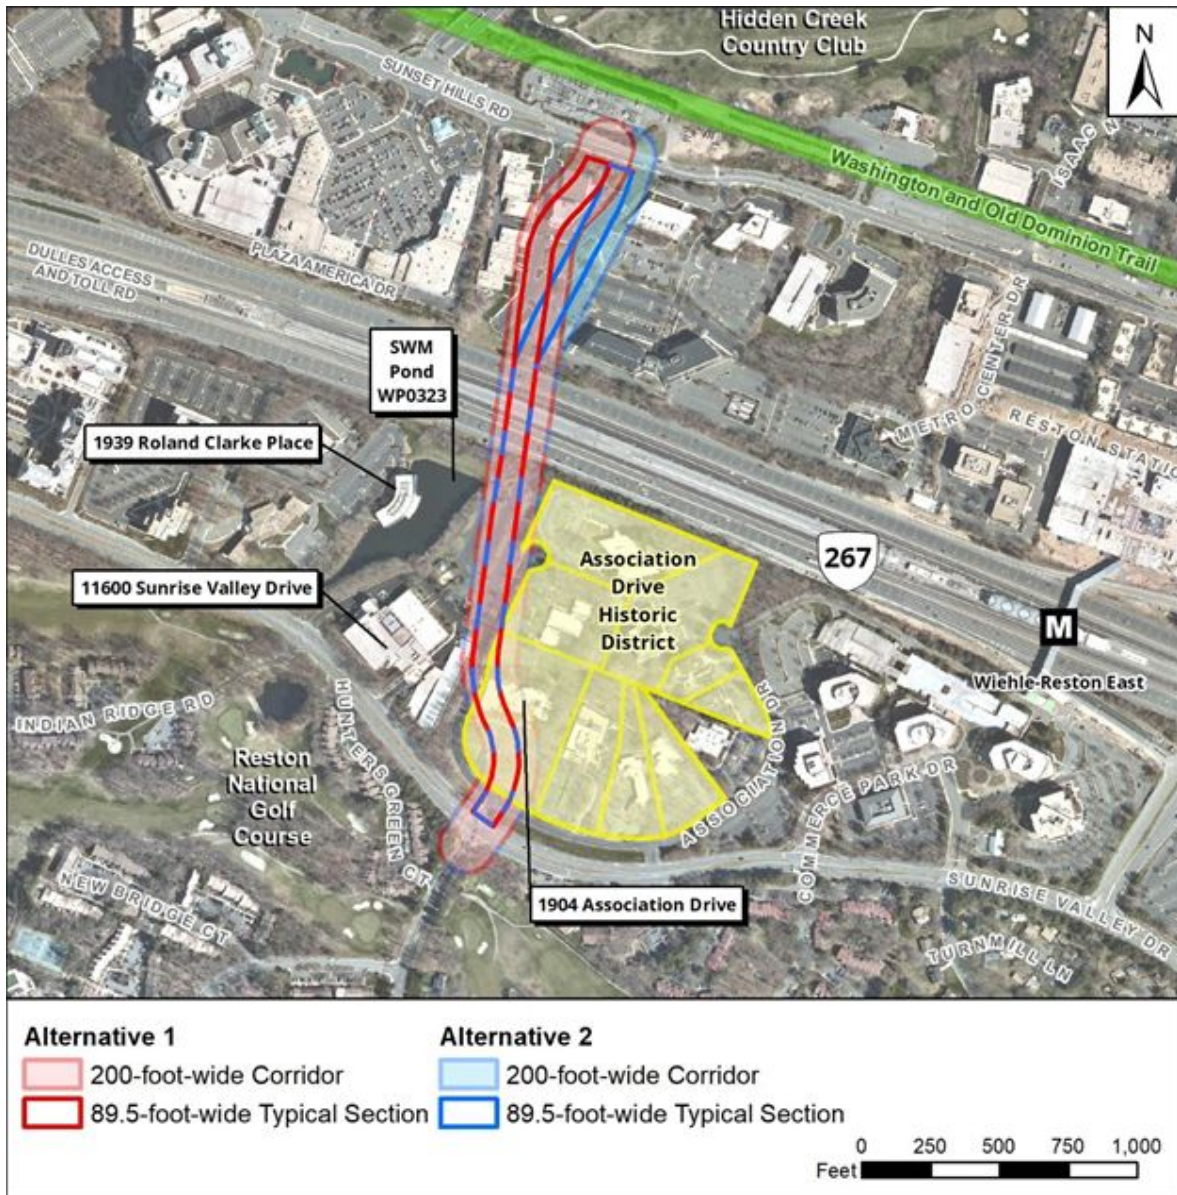 Hidden Creek
Country Club
N
SUNSET HILLS RD
ISAAC N
Washington and Old Dominion Trail
DULLES ACCESS
AND TOLL RD
PLAZA AMERICA DR
METRO CENTER DR
RESTON STATIO
SWM
Pond
WP0323
1939 Roland Clarke Place
Association
Drive
Historic
District
267
11600 Sunrise Valley Drive
M
Wiehle-Reston East
INDIAN RIDGE RD
HUNTERS GREEN CT
Reston
National
Golf
Course
ASSOCIATION DR
COMMERCE PARK DR
NEW BRIDGE CT
1904 Association Drive
SUNRISE VALLEY DR
TURNMILL LN
Alternative 1
200-foot-wide Corridor
89.5-foot-wide Typical Section
Alternative 2
200-foot-wide Corridor
89.5-foot-wide Typical Section
0 250 500 750 1,000
Feet